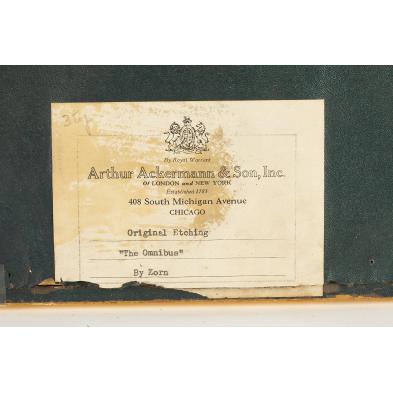 By Royal Warrant
Arthur Ackermann & Son, Inc.
OF LONDON and NEW YORK
Established 1783
408 South Michigan Avenue
CHICAGO
Original Etching
"The Omnibus"
By Zorn